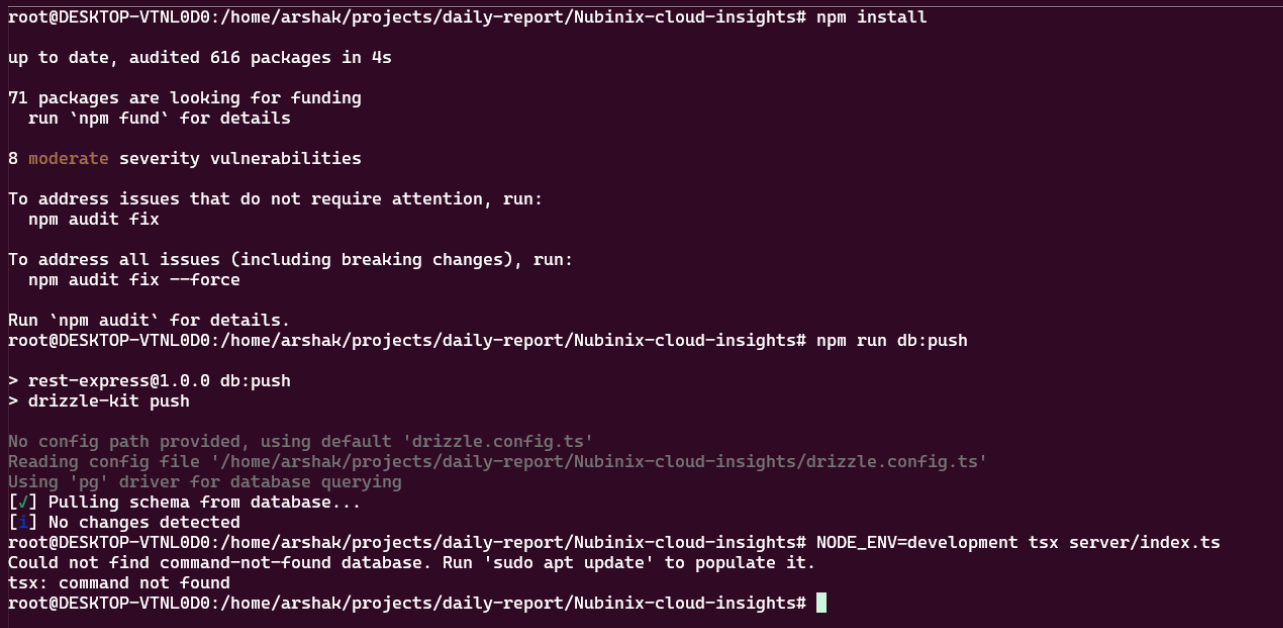 root@DESKTOP-VTNL0D0:/home/arshak/projects/daily-report/Nubinix-cloud-insights# npm install
up to date, audited 616 packages in 4s
71 packages are looking for funding
  run `npm fund` for details
8 moderate severity vulnerabilities
To address issues that do not require attention, run:
  npm audit fix
To address all issues (including breaking changes), run:
  npm audit fix --force
Run `npm audit` for details.
root@DESKTOP-VTNL0D0:/home/arshak/projects/daily-report/Nubinix-cloud-insights# npm run db:push
> rest-express@1.0.0 db:push
> drizzle-kit push
No config path provided, using default 'drizzle.config.ts'
Reading config file '/home/arshak/projects/daily-report/Nubinix-cloud-insights/drizzle.config.ts'
Using 'pg' driver for database querying
[✓] Pulling schema from database...
[i] No changes detected
root@DESKTOP-VTNL0D0:/home/arshak/projects/daily-report/Nubinix-cloud-insights# NODE_ENV=development tsx server/index.ts
Could not find command-not-found database. Run 'sudo apt update' to populate it.
tsx: command not found
root@DESKTOP-VTNL0D0:/home/arshak/projects/daily-report/Nubinix-cloud-insights#